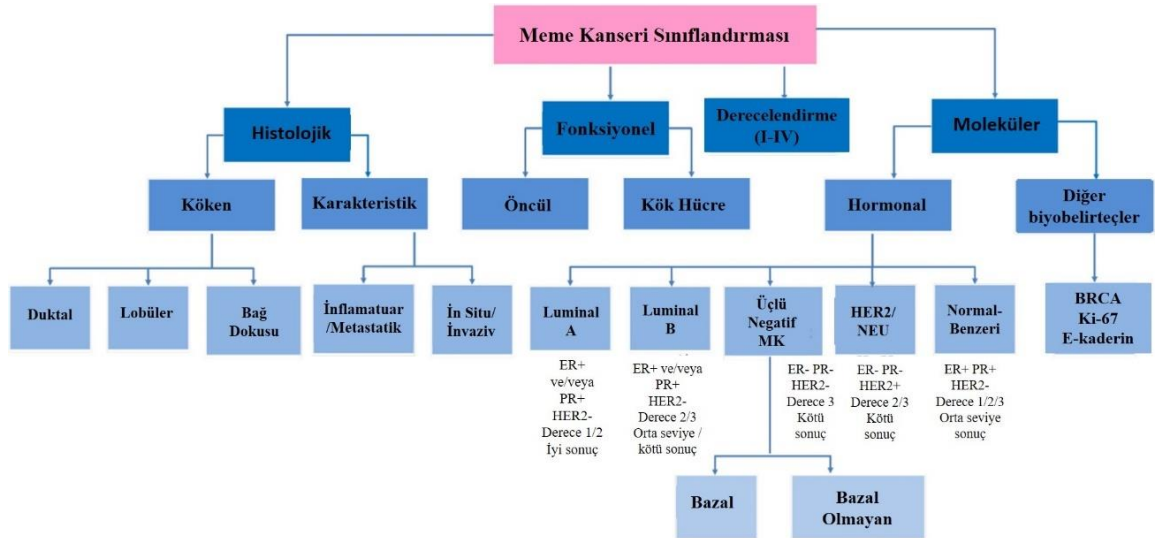 Meme Kanseri Sınıflandırması
Histolojik
Fonksiyonel
Derecelendirme
(I-IV)
Moleküler
Köken
Karakteristik
Öncül
Kök Hücre
Hormonal
Diğer
biyobelirteçler
Duktal
Lobüler
Bağ
Dokusu
İnflamatuar
/Metastatik
İn Situ/
İnvaziv
Luminal
A
Luminal
B
Üçlü
Negatif
MK
HER2/
NEU
Normal-
Benzeri
BRCA
Ki-67
E-kaderin
ER+
ve/veya
PR+
HER2-
Derece 1/2
İyi sonuç
ER+ ve/veya
PR+
HER2-
Derece 2/3
Orta seviye /
kötü sonuç
ER- PR-
HER2-
Derece 3
Kötü
sonuç
ER- PR-
HER2+
Derece 2/3
Kötü
sonuç
ER+ PR+
HER2-
Derece 1/2/3
Orta seviye
sonuç
Bazal
Bazal
Olmayan